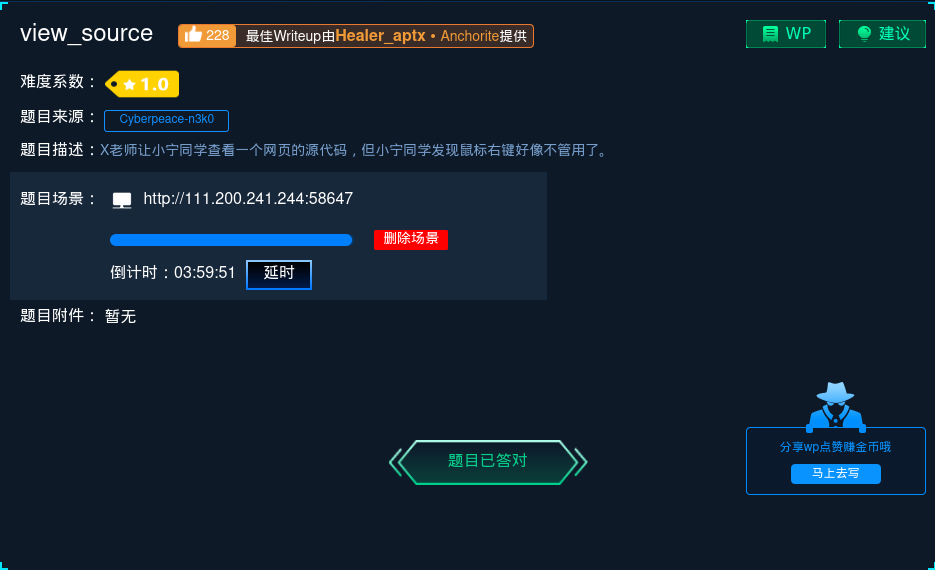 view_source 228 最佳Writeup由Healer_aptx • Anchorite提供 WP 建议
难度系数： 1.0
题目来源： Cyberpeace-n3k0
题目描述：X老师让小宁同学查看一个网页的源代码，但小宁同学发现鼠标右键好像不管用了。
题目场景： http://111.200.241.244:58647
删除场景
倒计时：03:59:51 延时
题目附件： 暂无
题目已答对
分享wp点赞赚金币哦
马上去写